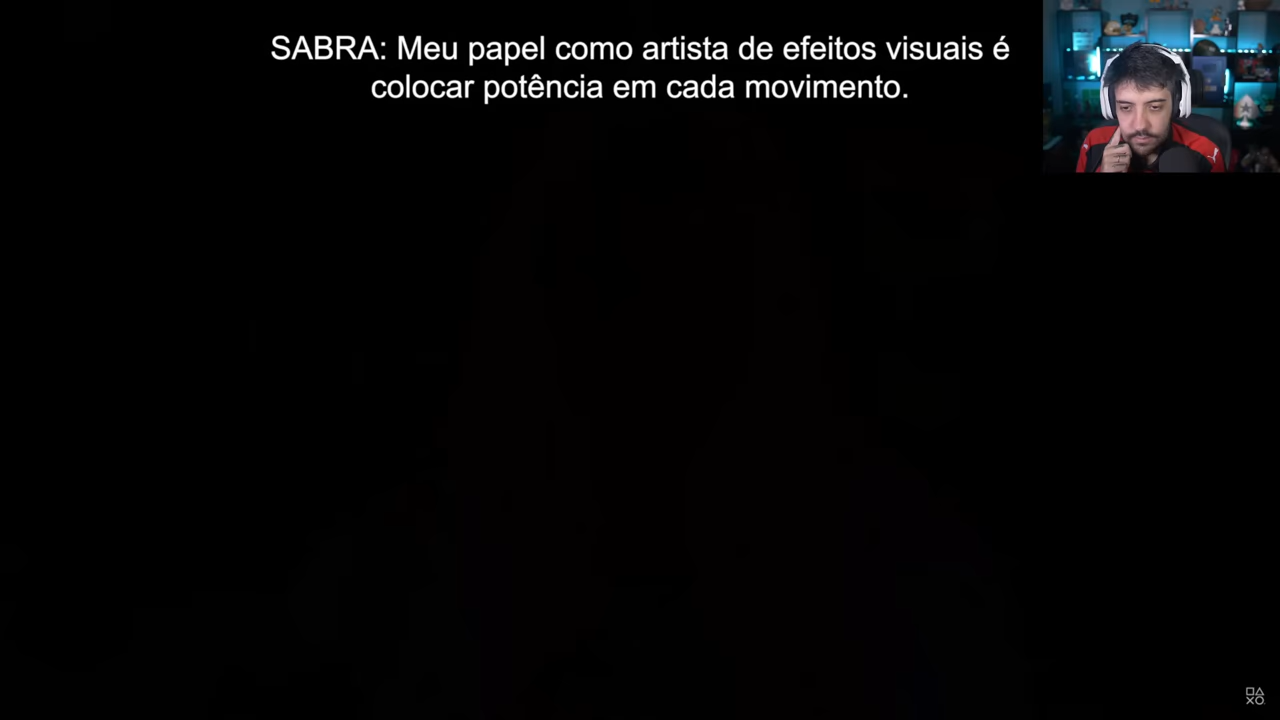 SABRA: Meu papel como artista de efeitos visuais é
colocar potência em cada movimento.